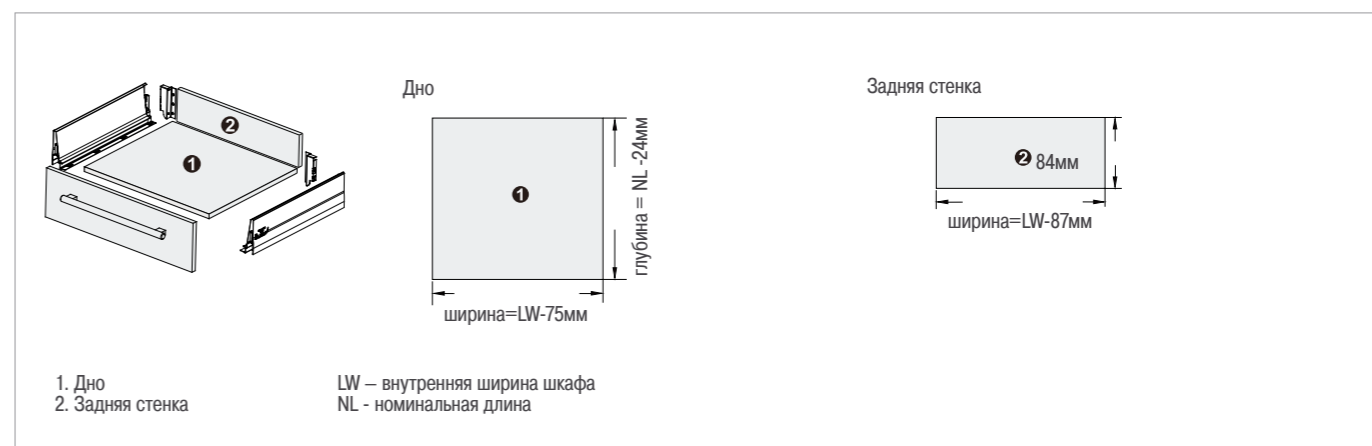 Дно
Задняя стенка
❷
❶
❶
глубина = NL -24мм
❷ 84мм
ширина=LW-87мм
ширина=LW-75мм
1. Дно
2. Задняя стенка
LW – внутренняя ширина шкафа
NL - номинальная длина